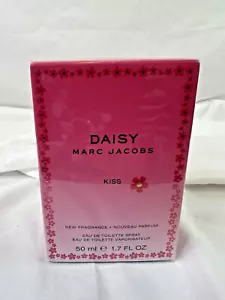 DAISY
MARC JACOBS
KISS
NEW FRAGRANCE / NOUVEAU PARFUM
EAU DE TOILETTE SPRAY
EAU DE TOILETTE VAPORISATEUR
50 ml ℮ 1.7 FL OZ